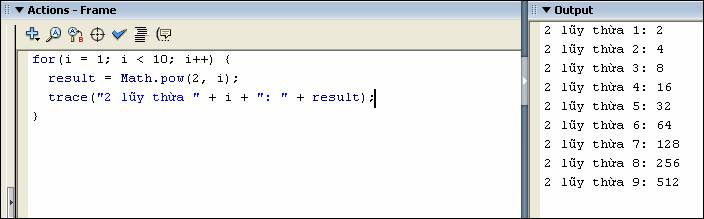 Actions - Frame
for(i = 1; i < 10; i++) {
result = Math.pow(2, i);
trace("2 lũy thừa " + i + ": " + result);
}
Output
2 lũy thừa 1: 2
2 lũy thừa 2: 4
2 lũy thừa 3: 8
2 lũy thừa 4: 16
2 lũy thừa 5: 32
2 lũy thừa 6: 64
2 lũy thừa 7: 128
2 lũy thừa 8: 256
2 lũy thừa 9: 512